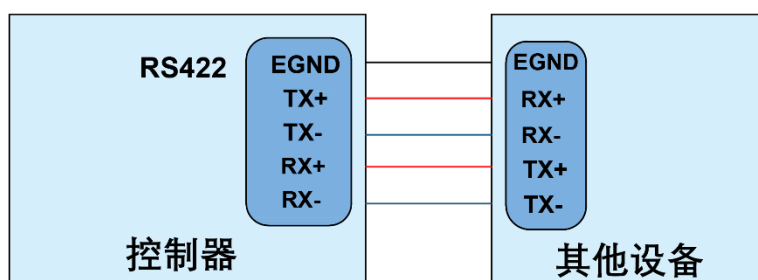 RS422
EGND
TX+
TX-
RX+
RX-
控制器
EGND
RX+
RX-
TX+
TX-
其他设备